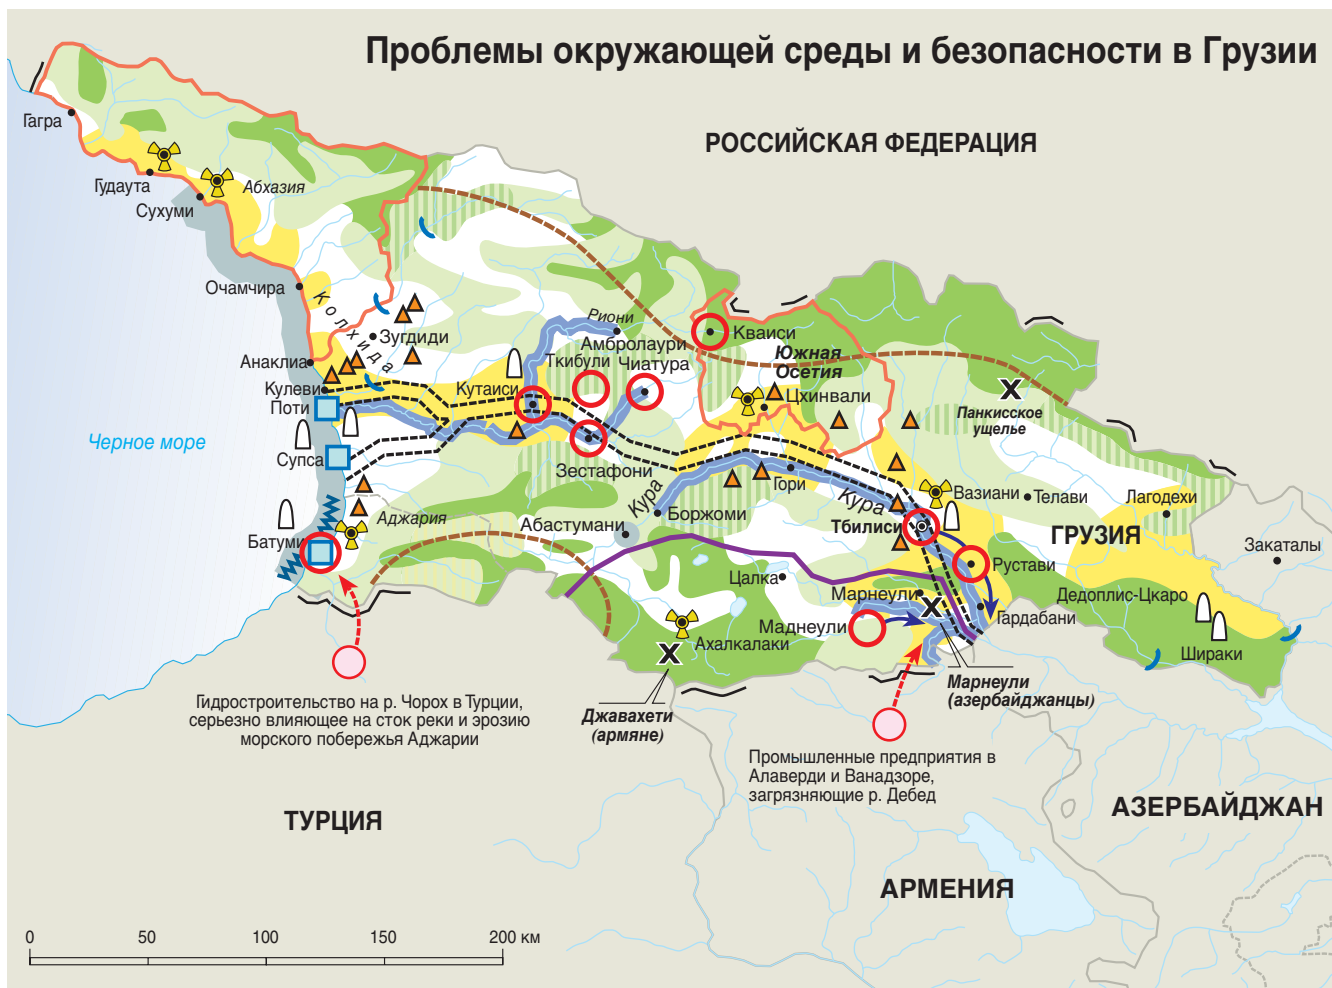 Проблемы окружающей среды и безопасности в Грузии
РОССИЙСКАЯ ФЕДЕРАЦИЯ
Гагра
Гудаута
Абхазия
Сухуми
Очамчира
Колхида
Зугдиди
Риони
Амбролаури
Кваиси
Анаклиа
Ткибули
Чиатура
Южная
Осетия
Кулеви
Кутаиси
Цхинвали
Поти
Панкисское
ущелье
Черное море
Супса
Зестафони
Гори
Кура
Кура
Вазиани
Телави
Лагодехи
Боржоми
Аджария
Абастумани
Тбилиси
ГРУЗИЯ
Батуми
Закаталы
Рустави
Цалка
Марнеули
Дедоплис-Цкаро
Гардабани
Маднеули
Ахалкалаки
Шираки
Марнеули
(азербайджанцы)
Гидростроительство на р. Чорох в Турции,
серьезно влияющее на сток реки и эрозию
морского побережья Аджарии
Джавахети
(армяне)
Промышленные предприятия в
Алаверди и Ванадзоре,
загрязняющие р. Дебед
ТУРЦИЯ
АЗЕРБАЙДЖАН
АРМЕНИЯ
0 50 100 150 200 км